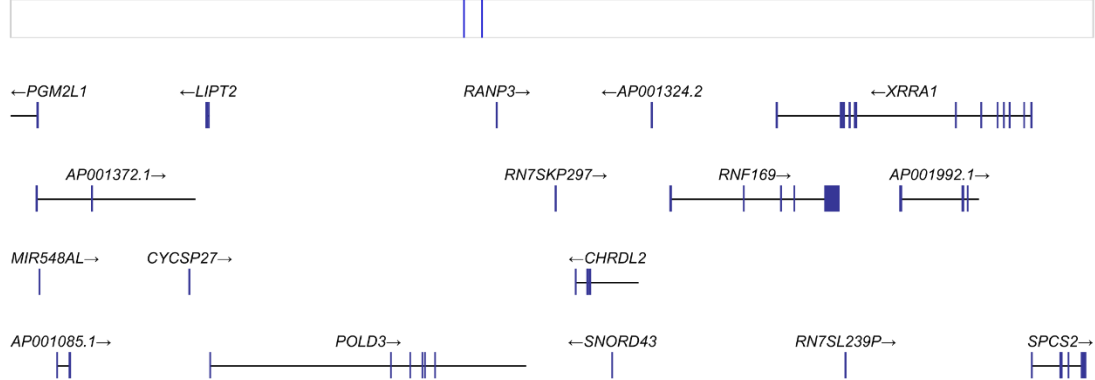 ←PGM2L1 ←LIPT2 RANP3→ ←AP001324.2 ←XRRA1
AP001372.1→ RN7SKP297→ RNF169→ AP001992.1→
MIR548AL→ CYCSP27→ ←CHRDL2
AP001085.1→ POLD3→ ←SNORD43 RN7SL239P→ SPCS2→